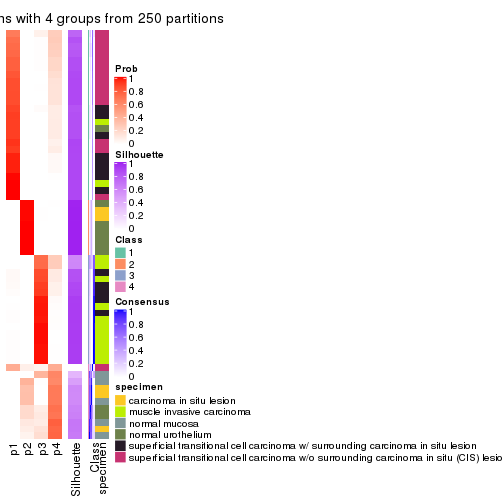 ns with 4 groups from 250 partitions
Prob
1
0.8
0.6
0.4
0.2
0
Silhouette
1
0.8
0.6
0.4
0.2
0
Class
1
2
3
4
Consensus
1
0.8
0.6
0.4
0.2
0
specimen
carcinoma in situ lesion
muscle invasive carcinoma
normal mucosa
normal urothelium
superficial transitional cell carcinoma w/ surrounding carcinoma in situ lesion
superficial transitional cell carcinoma w/o surrounding carcinoma in situ (CIS) lesio
p1
p2
p3
p4
Silhouette
Class
specimen